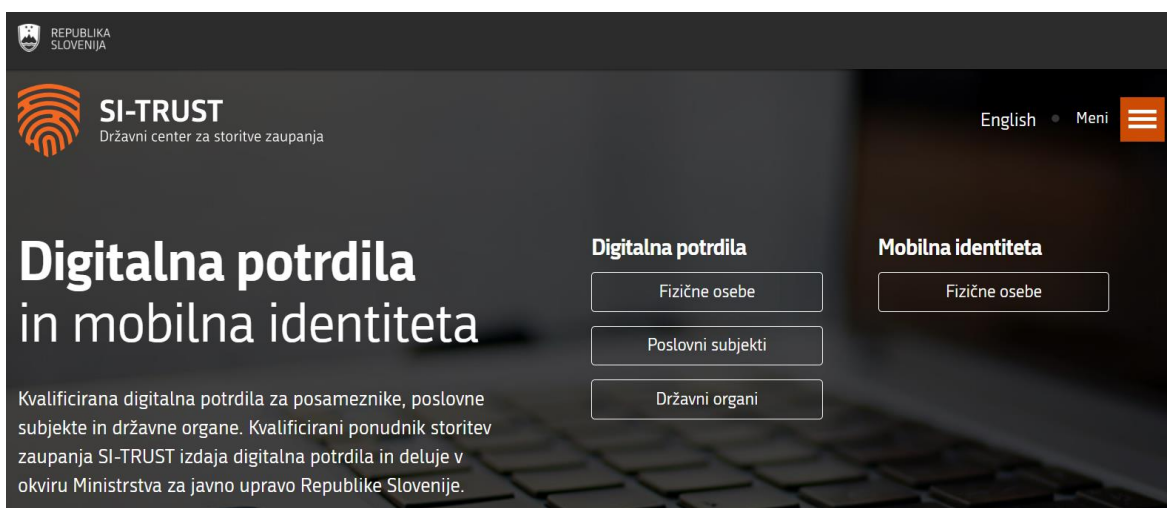 REPUBLIKA
SLOVENIJA
SI-TRUST
Državni center za storitve zaupanja
English
Meni
Digitalna potrdila
in mobilna identiteta
Kvalificirana digitalna potrdila za posameznike, poslovne
subjekte in državne organe. Kvalificirani ponudnik storitev
zaupanja SI-TRUST izdaja digitalna potrdila in deluje v
okviru Ministrstva za javno upravo Republike Slovenije.
Digitalna potrdila
Fizične osebe
Poslovni subjekti
Državni organi
Mobilna identiteta
Fizične osebe